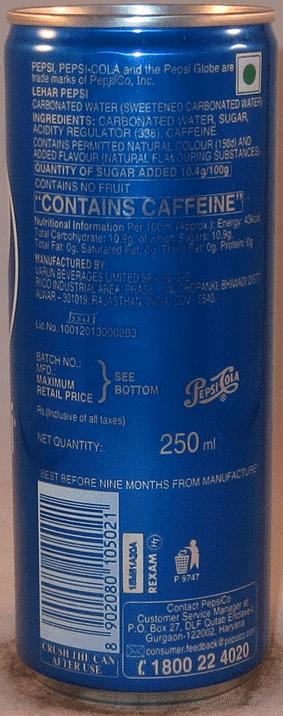 PEPSI, PEPSI-COLA and the Pepsi Globe are
trade marks of PepsiCo, Inc.
LEHAR PEPSI
CARBONATED WATER (SWEETENED CARBONATED WATER)
INGREDIENTS: CARBONATED WATER, SUGAR,
ACIDITY REGULATOR (338), CAFFEINE.
CONTAINS PERMITTED NATURAL COLOUR (150d) AND
ADDED FLAVOUR (NATURAL FLAVOURING SUBSTANCES)
QUANTITY OF SUGAR ADDED 10.4g/100g
CONTAINS NO FRUIT
"CONTAINS CAFFEINE"
Nutritional Information Per 100ml (Approx.): Energy: 43kcal,
Total Carbohydrate: 10.9g, of which Sugars: 10.9g,
Total Fat: 0g, Saturated Fat: 0g, Trans Fat: 0g, Protein: 0g
MANUFACTURED BY:
VARUN BEVERAGES LIMITED
RIICO INDUSTRIAL AREA, PHASE CHOPANKI, BHIWADI DISTT
ALWAR - 301019, RAJASTHAN, INDIA.
fssai
Lic.No.10012013000203
BATCH NO.:
MFD.:
MAXIMUM
RETAIL PRICE
SEE
BOTTOM
PEPSI COLA
Rs.(Inclusive of all taxes)
NET QUANTITY: 250 ml
"BEST BEFORE NINE MONTHS FROM MANUFACTURE"
8 902080 105021
18M81A20A
REXAM
P 9747
CRUSH THE CAN
AFTER USE
Contact PepsiCo
Customer Service Manager at
P.O. Box 27, DLF Qutab Enclave-I,
Gurgaon-122002, Haryana
consumer.feedback@pepsico.com
1800 22 4020